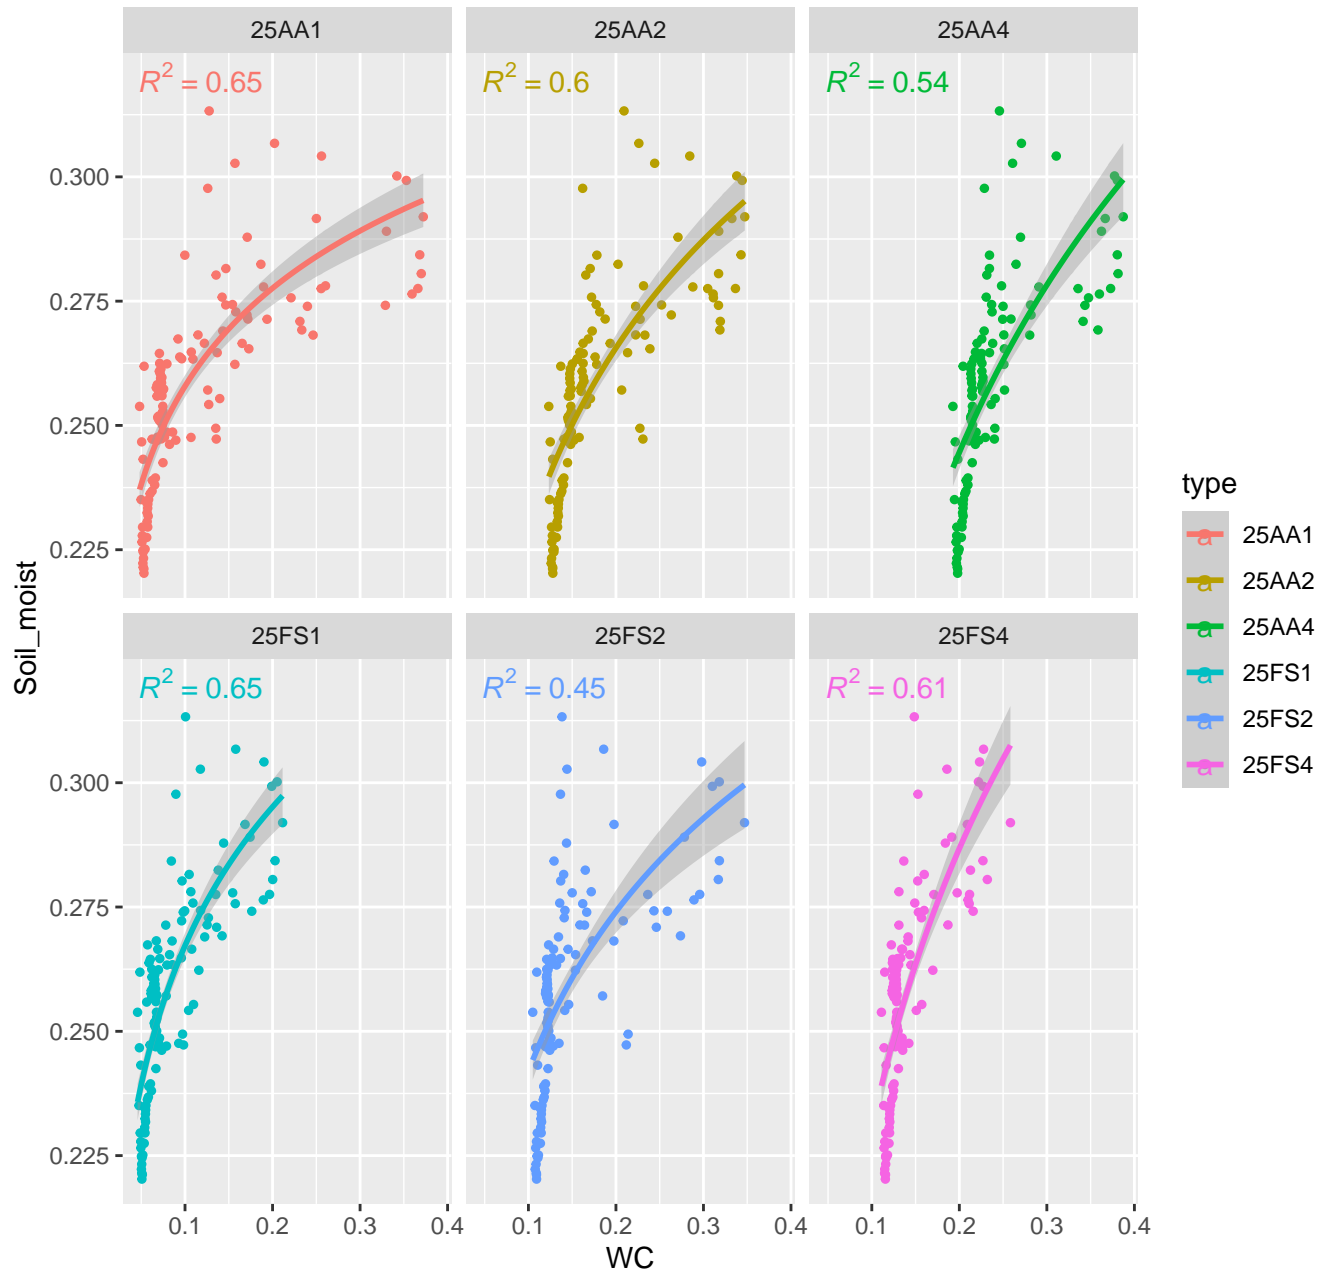 25AA1 25AA2 25AA4
R² = 0.65 R² = 0.6 R² = 0.54
0.300
0.275
0.250
0.225
25FS1 25FS2 25FS4
R² = 0.65 R² = 0.45 R² = 0.61
0.300
0.275
0.250
0.225
0.1 0.2 0.3 0.4 0.1 0.2 0.3 0.4 0.1 0.2 0.3 0.4
WC
Soil_moist
type
a 25AA1
a 25AA2
a 25AA4
a 25FS1
a 25FS2
a 25FS4